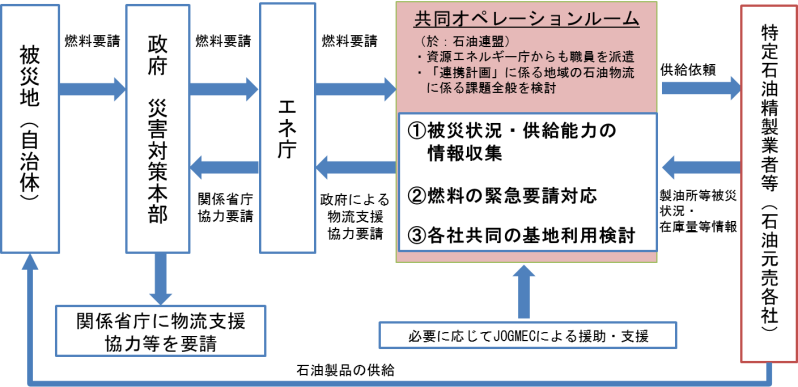 被災地（自治体）
燃料要請
政府　災害対策本部
燃料要請
関係省庁
協力要請
エネ庁
燃料要請
政府による
物流支援
協力要請
共同オペレーションルーム
（於：石油連盟）
・資源エネルギー庁からも職員を派遣
・「連携計画」に係る地域の石油物流
に係る課題全般を検討
①被災状況・供給能力の
情報収集
②燃料の緊急要請対応
③各社共同の基地利用検討
供給依頼
製油所等被災
状況・
在庫量等情報
特定石油精製業者等（石油元売各社）
関係省庁に物流支援
協力等を要請
必要に応じてJOGMECによる援助・支援
石油製品の供給